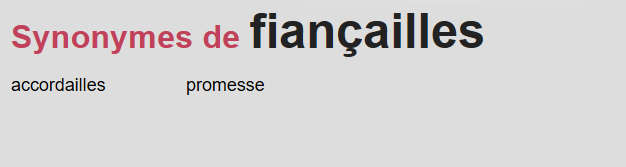 Synonymes de fiançailles
accordailles promesse